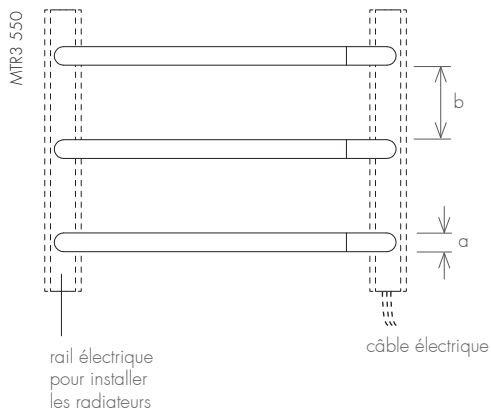 MTR3 550
b
a
câble électrique
rail électrique
pour installer
les radiateurs